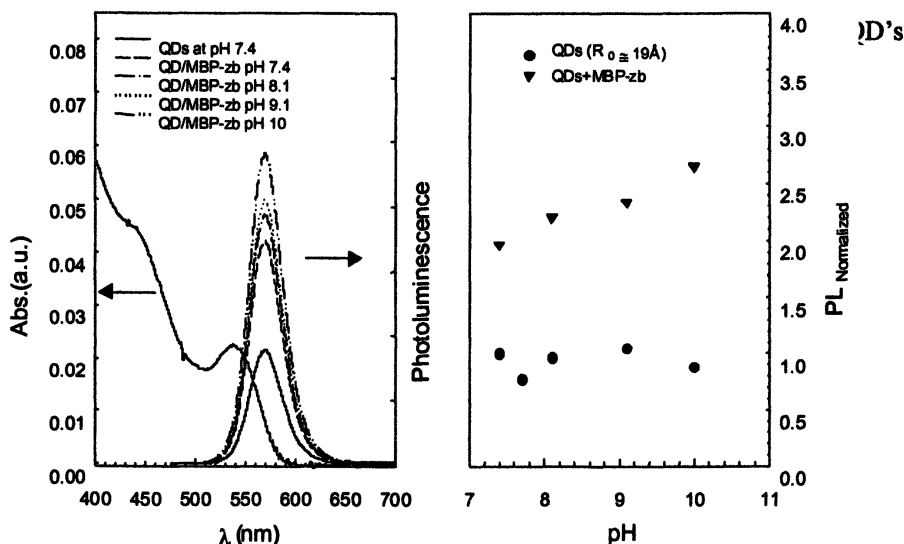 QDs at pH 7.4
QD/MBP-zb pH 7.4
QD/MBP-zb pH 8.1
QD/MBP-zb pH 9.1
QD/MBP-zb pH 10
0.08
0.07
0.06
0.05
0.04
0.03
0.02
0.01
0.00
Abs.(a.u.)
400 450 500 550 600 650 700
λ (nm)
Photoluminescence
QDs (R 0 ≅ 19Å)
QDs+MBP-zb
4.0
3.5
3.0
2.5
2.0
1.5
1.0
0.5
0.0
PL Normalized
7 8 9 10 11
pH
QD's